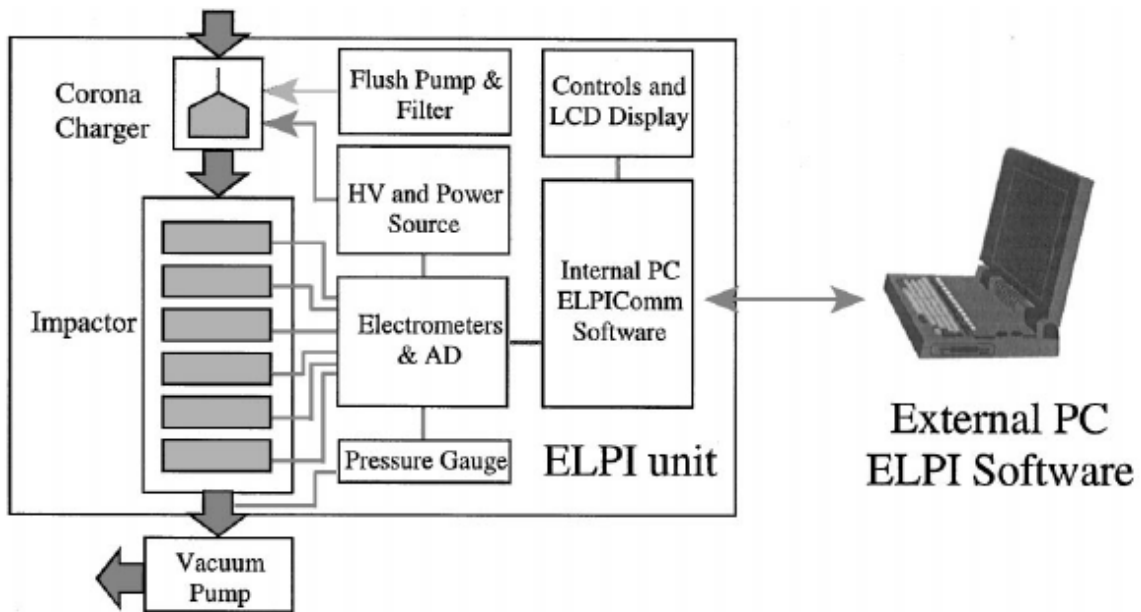 Corona
Charger
Flush Pump &
Filter
Controls and
LCD Display
HV and Power
Source
Impactor
Electrometers
& AD
Internal PC
ELPIComm
Software
Pressure Gauge
ELPI unit
Vacuum
Pump
External PC
ELPI Software